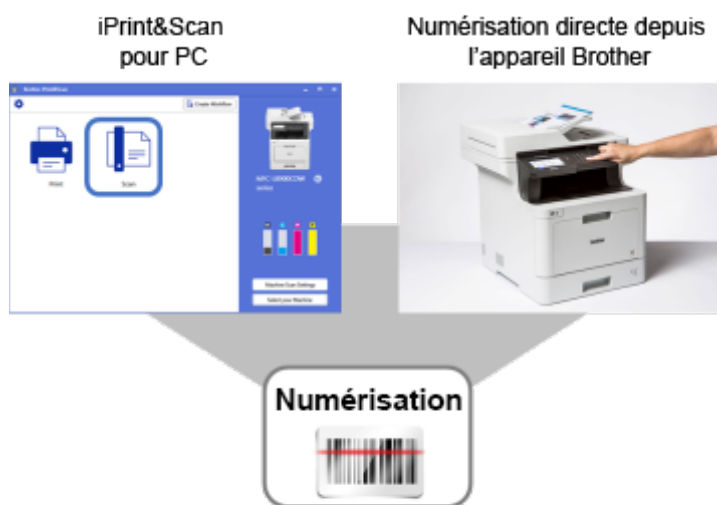 iPrint&Scan
pour PC
Numérisation directe depuis
l'appareil Brother
Create Workflow
Print
Scan
Machine Scan Settings
Select your Machine
brother
Numérisation